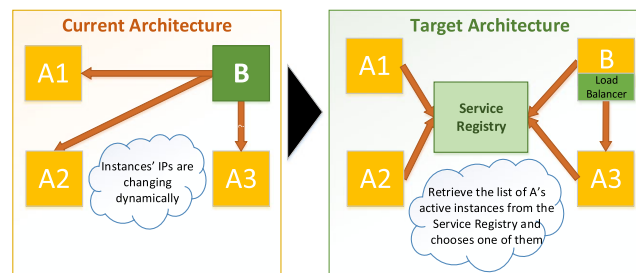 Current Architecture
A1
B
A2
A3
Instances' IPs are
changing
dynamically
Target Architecture
A1
B
Load
Balancer
Service
Registry
A2
A3
Retrieve the list of A's
active instances from the
Service Registry and
chooses one of them